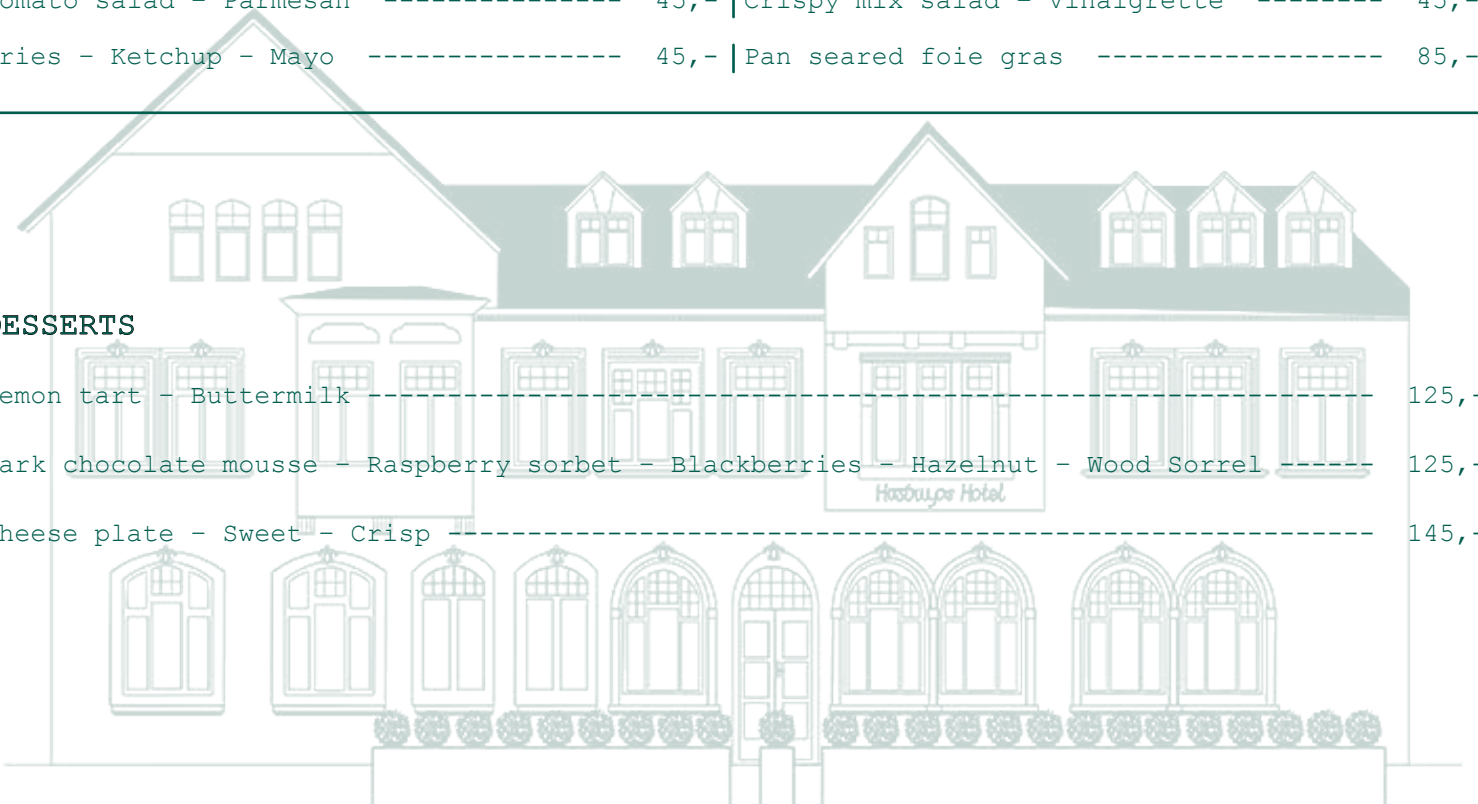 omato salad – Parmesan --------------- 45,- | Crispy mix salad – Vinaigrette -------- 45,-
ries – Ketchup – Mayo ---------------- 45,- | Pan seared foie gras ------------------ 85,-
DESSERTS
emon tart – Buttermilk --------------------------------------------------------------- 125,-
ark chocolate mousse – Raspberry sorbet – Blackberries – Hazelnut – Wood Sorrel ------ 125,-
heese plate – Sweet – Crisp ---------------------------------------------------------- 145,-
Hotel